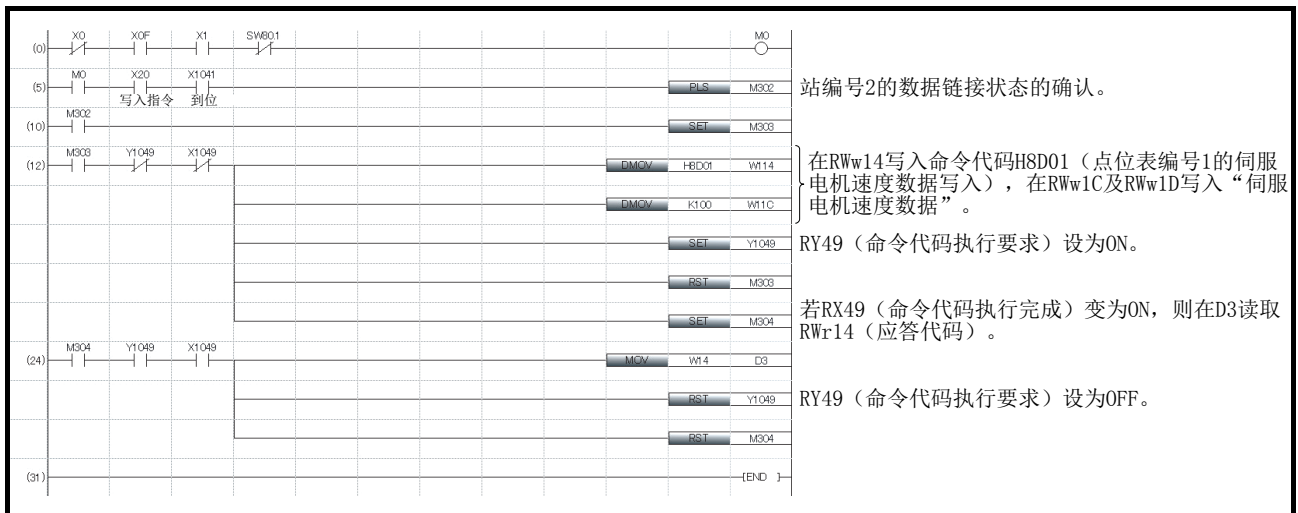 X0 X0F X1 SW80.1 M0
(0)
M0 X20 X1041
(5) PLS M302 站编号2的数据链接状态的确认。
写入指令 到位
M302
(10) SET M303
M303 Y1049 X1049
(12) DMOV H8D01 W114
在RWw14写入命令代码H8D01（点位表编号1的伺服
电机速度数据写入），在RWw1C及RWw1D写入“伺服
电机速度数据”。
DMOV K100 W11C
SET Y1049 RY49（命令代码执行要求）设为ON。
RST M303
SET M304
若RX49（命令代码执行完成）变为ON，则在D3读取
RWr14（应答代码）。
M304 Y1049 X1049
(24) MOV W14 D3
RST Y1049 RY49（命令代码执行要求）设为OFF。
RST M304
(31) [END ]